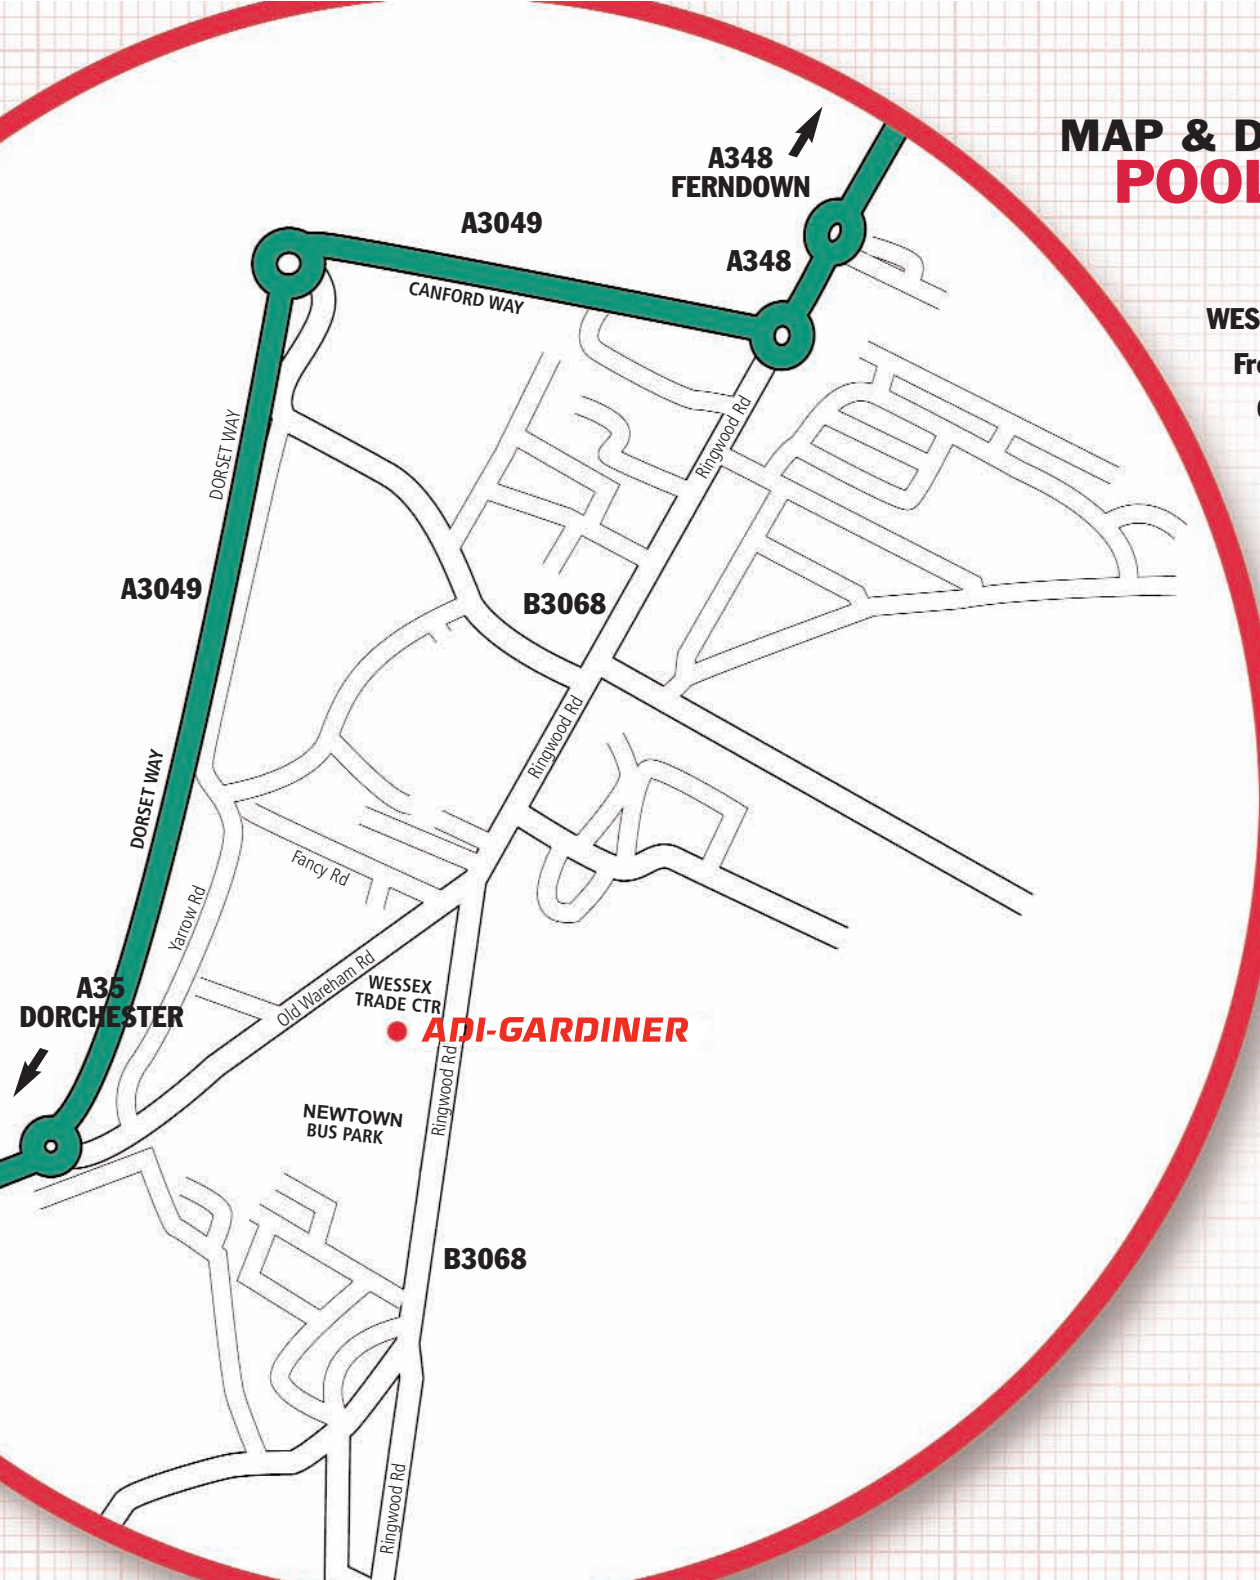 MAP & D
POOL
A348
FERNDOWN
A3049
A348
CANFORD WAY
WES
Fro
Ringwood Rd
DORSET WAY
A3049
B3068
Ringwood Rd
DORSET WAY
Fancy Rd
Yarrow Rd
Old Wareham Rd
WESSEX
TRADE CTR
A35
DORCHESTER
ADI-GARDINER
Ringwood Rd
NEWTOWN
BUS PARK
B3068
Ringwood Rd